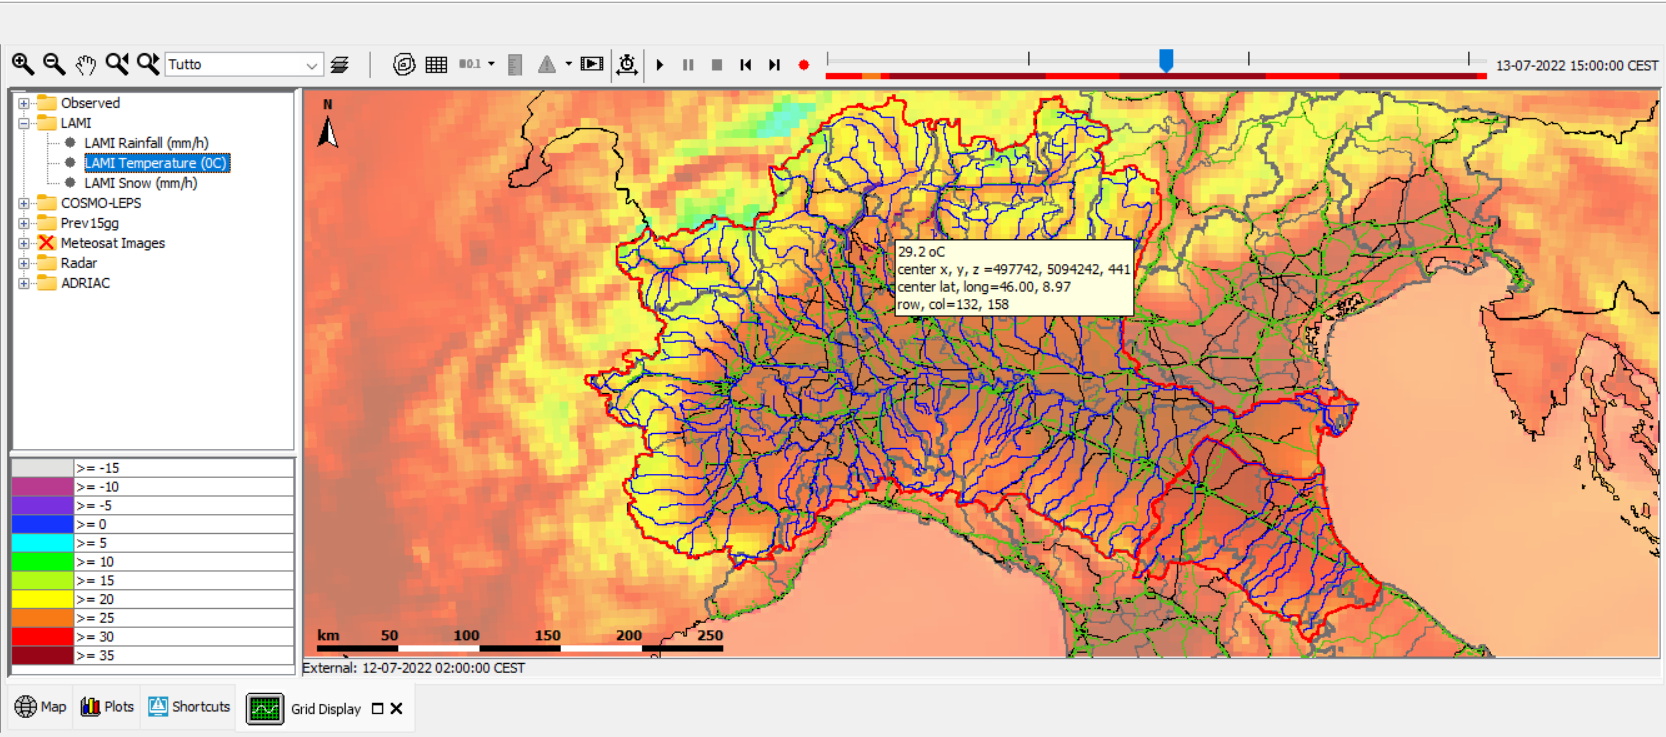 Tutto
0.1
13-07-2022 15:00:00 CEST
Observed
LAMI
LAMI Rainfall (mm/h)
LAMI Temperature (0C)
LAMI Snow (mm/h)
COSMO-LEPS
Prev15gg
Meteosat Images
Radar
ADRIAC
>= -15
>= -10
>= -5
>= 0
>= 5
>= 10
>= 15
>= 20
>= 25
>= 30
>= 35
N
29.2 oC
center x, y, z =497742, 5094242, 441
center lat, long=46.00, 8.97
row, col=132, 158
km 50 100 150 200 250
External: 12-07-2022 02:00:00 CEST
Map Plots Shortcuts Grid Display